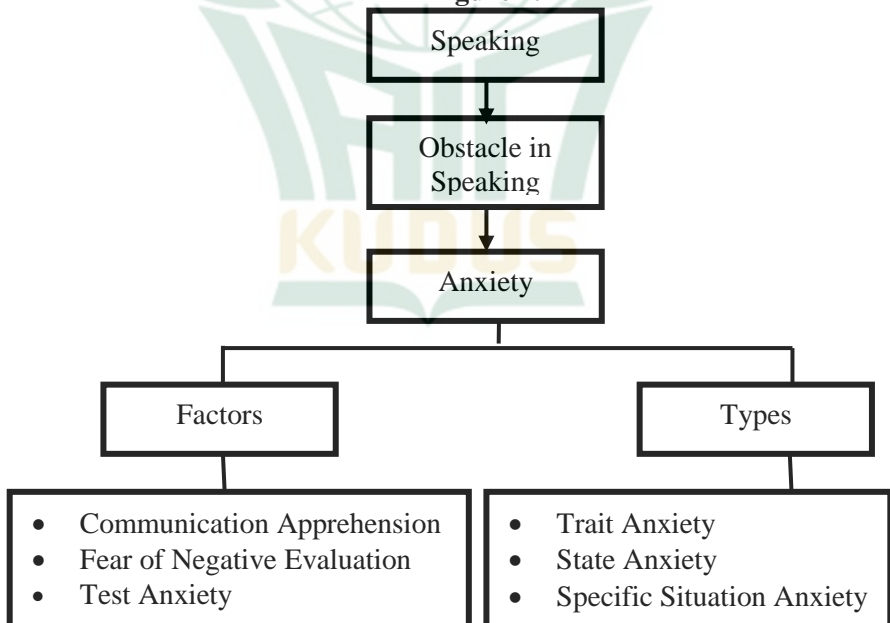 Speaking
Obstacle in
Speaking
KUDUS
Anxiety
Factors
Types
• Communication Apprehension
• Fear of Negative Evaluation
• Test Anxiety
• Trait Anxiety
• State Anxiety
• Specific Situation Anxiety